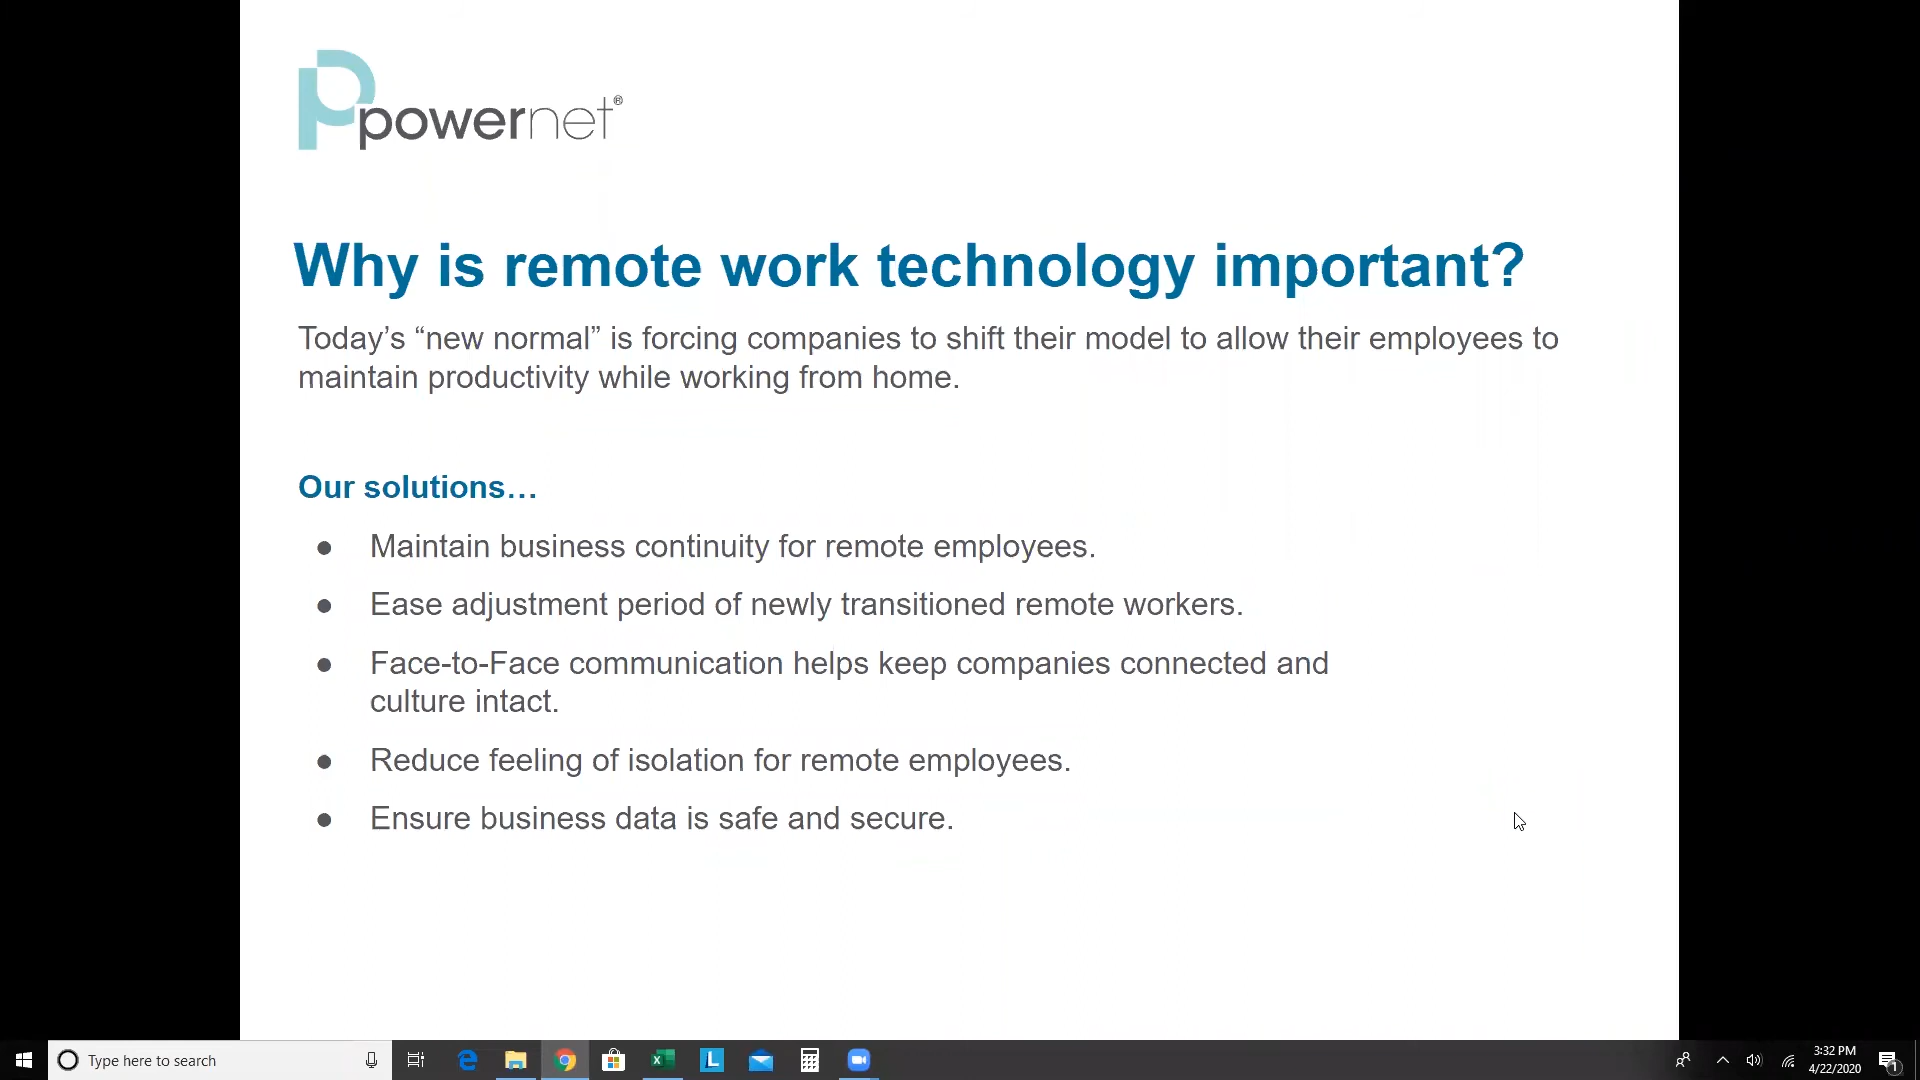 powernet®
Why is remote work technology important?
Today’s “new normal” is forcing companies to shift their model to allow their employees to
maintain productivity while working from home.
Our solutions…
● Maintain business continuity for remote employees.
● Ease adjustment period of newly transitioned remote workers.
● Face-to-Face communication helps keep companies connected and
culture intact.
● Reduce feeling of isolation for remote employees.
● Ensure business data is safe and secure.
Type here to search
3:32 PM
4/22/2020
1